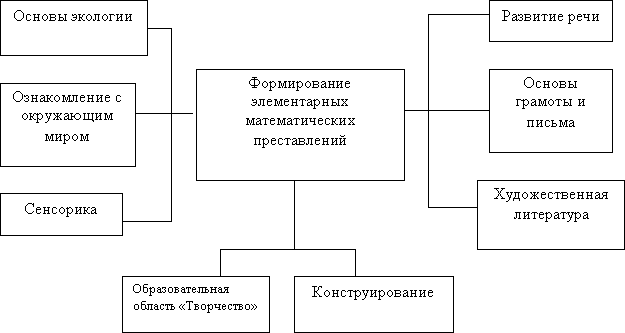 Основы экологии
Ознакомление с
окружающим
миром
Сенсорика
Формирование
элементарных
математических
преставлений
Развитие речи
Основы
грамоты и
письма
Художественная
литература
Образовательная
область «Творчество»
Конструирование